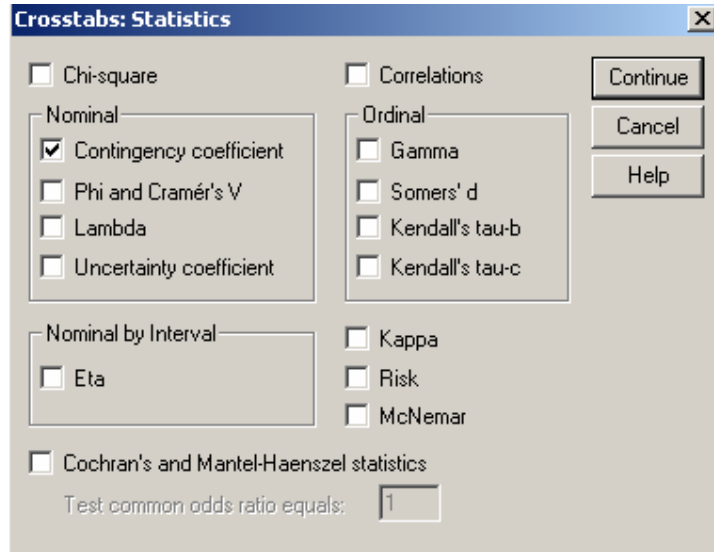 Crosstabs: Statistics
Chi-square
Correlations
Continue
Nominal
Contingency coefficient
Phi and Cramér's V
Lambda
Uncertainty coefficient
Ordinal
Gamma
Somers' d
Kendall's tau-b
Kendall's tau-c
Cancel
Help
Nominal by Interval
Eta
Kappa
Risk
McNemar
Cochran's and Mantel-Haenszel statistics
Test common odds ratio equals: 1